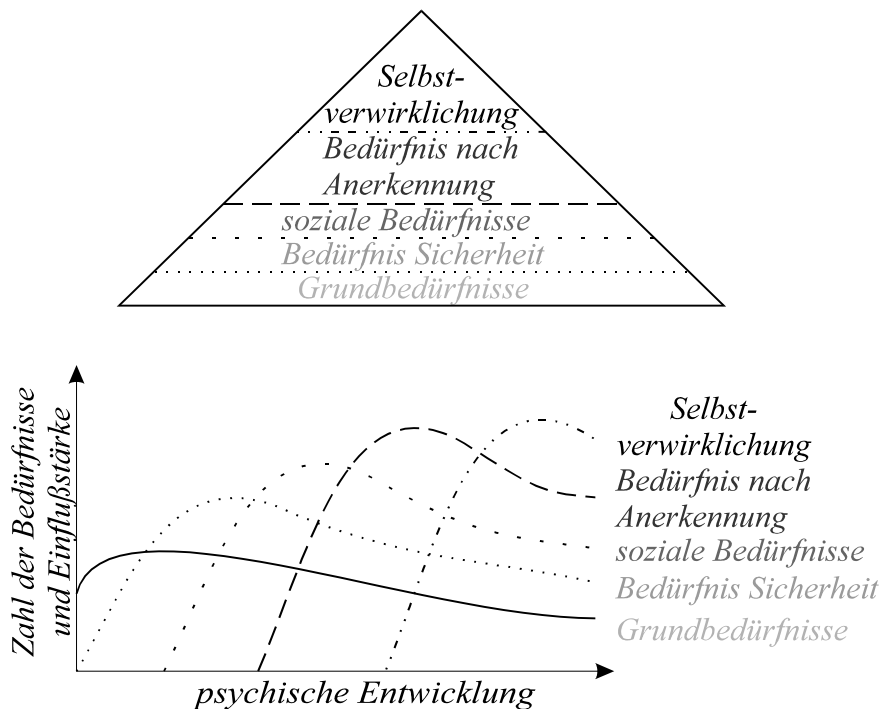 Selbst-
verwirklichung
Bedürfnis nach
Anerkennung
soziale Bedürfnisse
Bedürfnis Sicherheit
Grundbedürfnisse
Zahl der Bedürfnisse
und Einflußstärke
Selbst-
verwirklichung
Bedürfnis nach
Anerkennung
soziale Bedürfnisse
Bedürfnis Sicherheit
Grundbedürfnisse
psychische Entwicklung